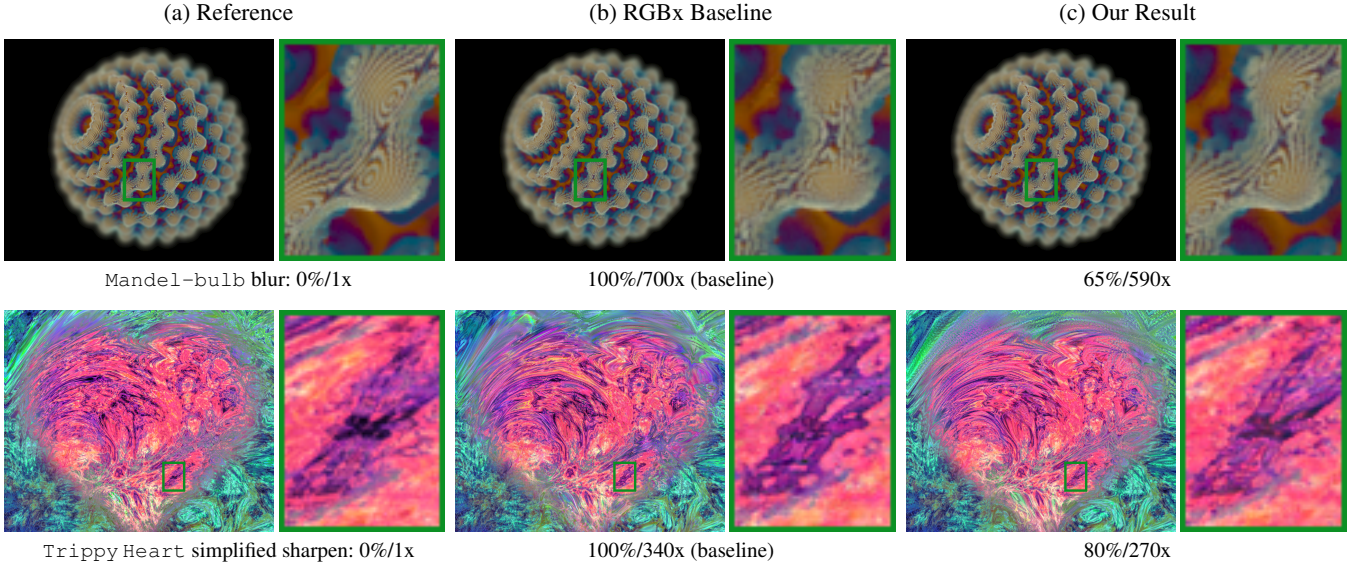 (a) Reference
(b) RGBx Baseline
(c) Our Result
Mandel-bulb blur: 0%/1x
100%/700x (baseline)
65%/590x
Trippy Heart simplified sharpen: 0%/1x
100%/340x (baseline)
80%/270x